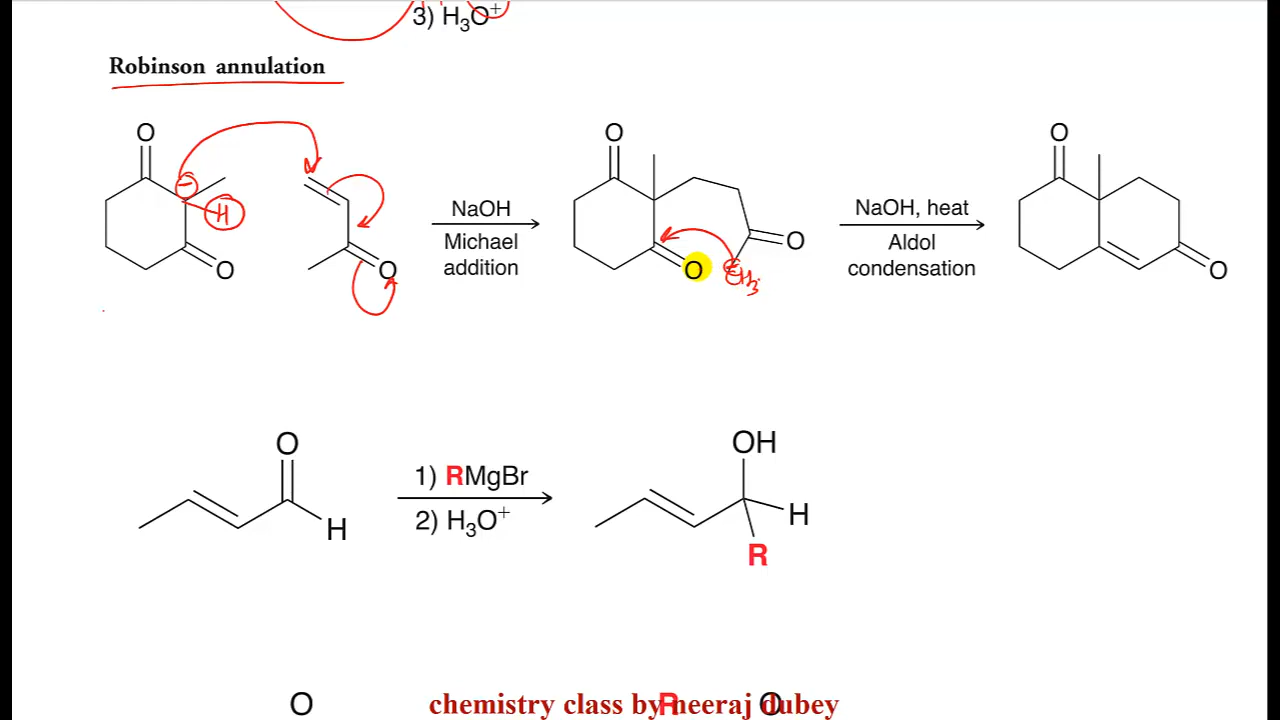 3) H₃O⁺
Robinson annulation
O O O
− H
NaOH NaOH, heat
Michael Aldol
addition condensation
O O O O O O
CH₃
O OH
1) RMgBr
2) H₃O⁺
H H
R
O R O
chemistry class by neeraj dubey